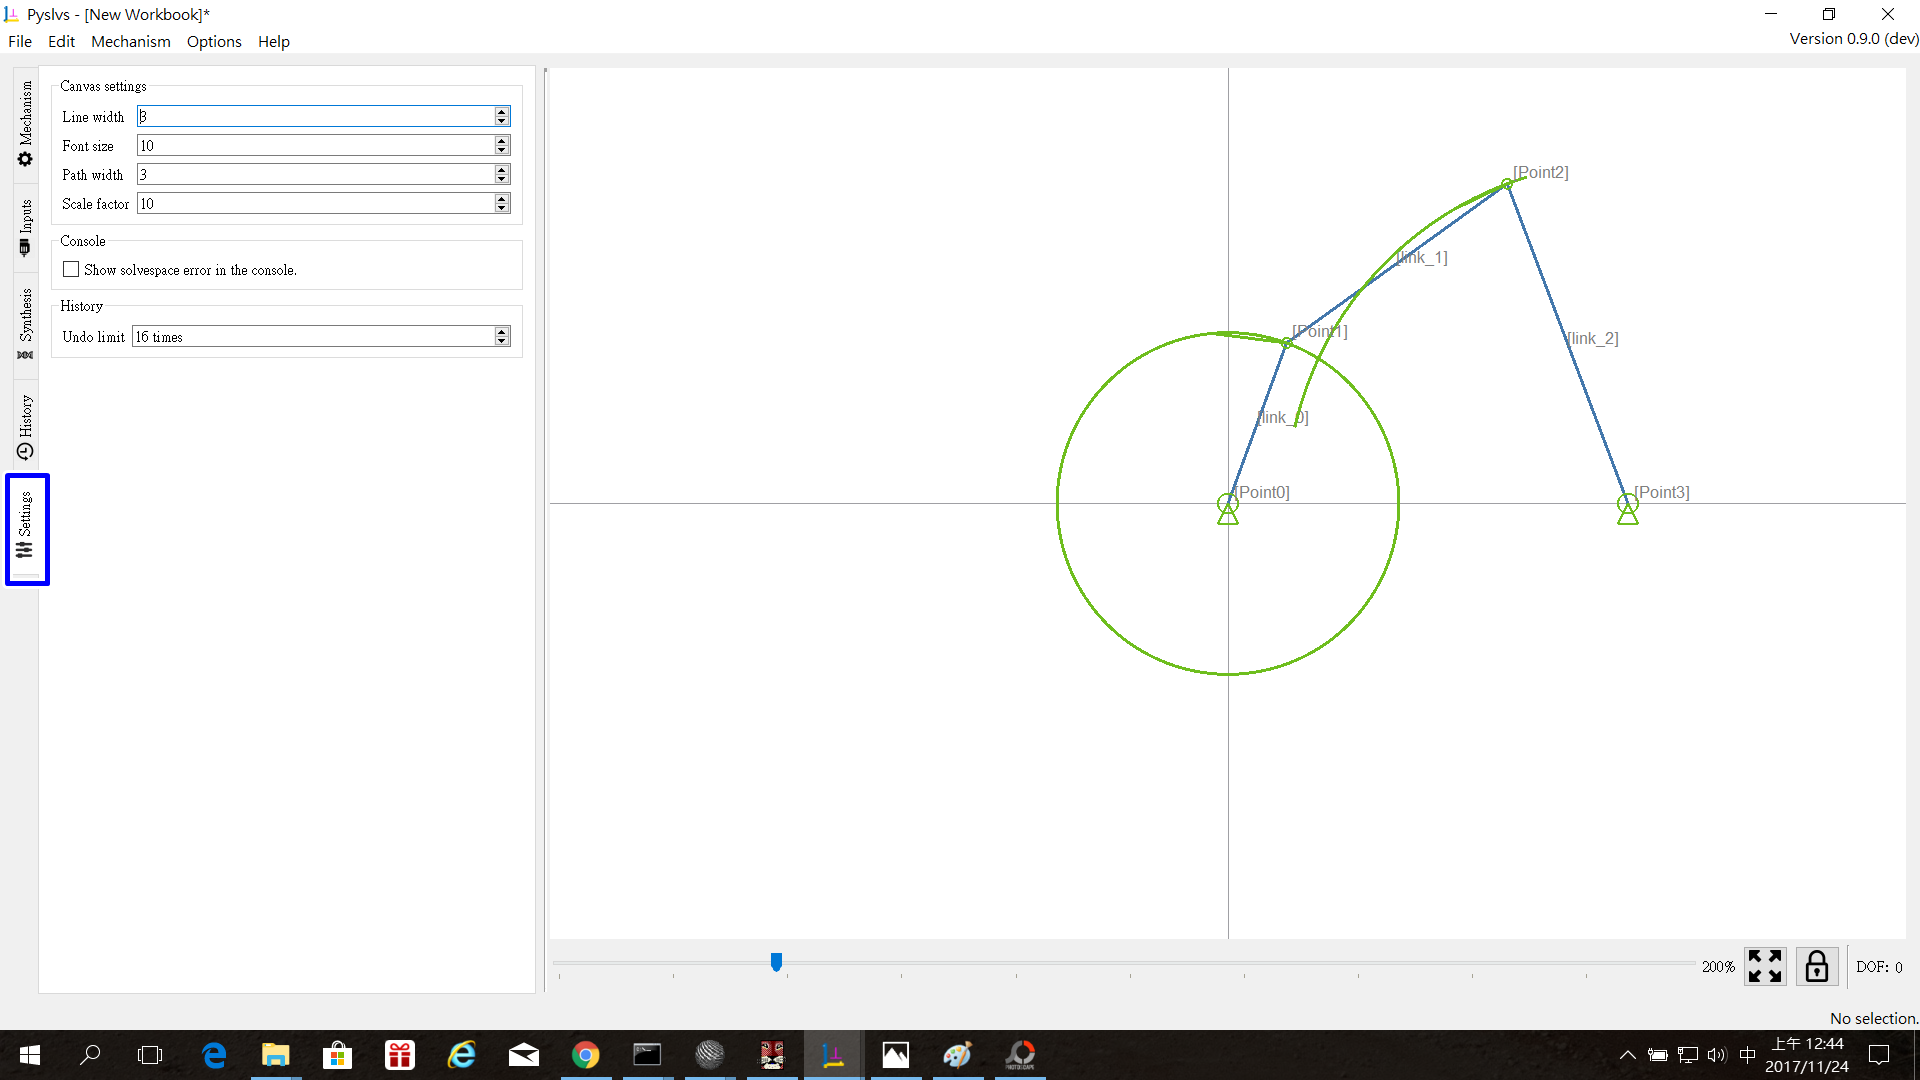 Pyslvs - [New Workbook]*
File Edit Mechanism Options Help
Version 0.9.0 (dev)
Mechanism
Inputs
Synthesis
History
Settings
Canvas settings
Line width 3
Font size 10
Path width 3
Scale factor 10
Console
Show solvespace error in the console.
History
Undo limit 16 times
[Point2]
[link_1]
[Point1]
[link_2]
[link_0]
[Point0]
[Point3]
200%
DOF: 0
No selection.
中
上午 12:44
2017/11/24
PHOTOSCAPE